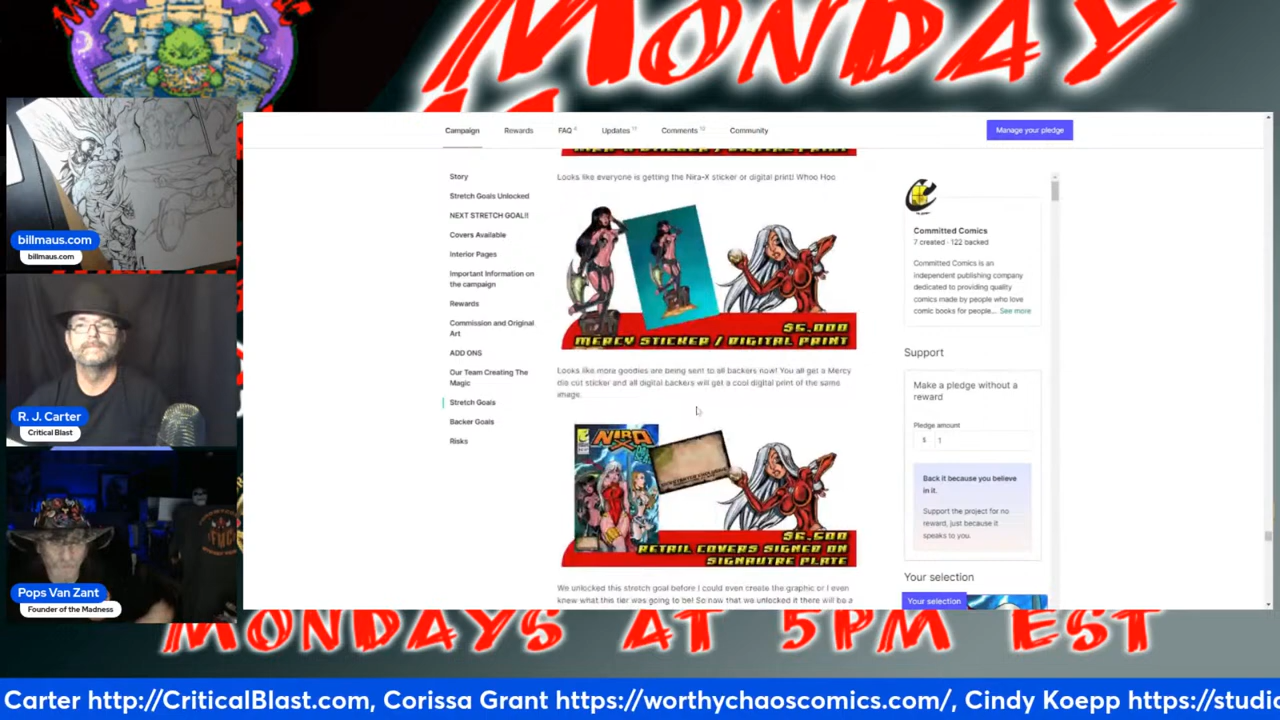 MONDAY
Campaign Rewards FAQ 4 Updates 11 Comments 12 Community
Manage your pledge
Looks like everyone is getting the Nira-X sticker or digital print! Whoo Hoo
Story
Stretch Goals Unlocked
NEXT STRETCH GOAL!!
Covers Available
Interior Pages
Important Information on
the campaign
Rewards
Commission and Original
Art
ADD ONS
Our Team Creating The
Magic
Stretch Goals
Backer Goals
Risks
$5,000
MERCY STICKER / DIGITAL PRINT
Looks like more goodies are being sent to all backers now! You all get a Mercy
die cut sticker and all digital backers will get a cool digital print of the same
image.
NIRA X
$6,500
RETAIL COVERS SIGNED ON
SIGNAUTRE PLATE
We unlocked this stretch goal before I could even create the graphic or I even
knew what this tier was going to be! So now that we unlocked it there will be a
Committed Comics
7 created · 122 backed
Committed Comics is an
independent publishing company
dedicated to providing quality
comics made by people who love
comic books for people... See more
Support
Make a pledge without a
reward
Pledge amount
$ 1
Back it because you believe
in it.
Support the project for no
reward, just because it
speaks to you.
Your selection
Your selection
billmaus.com
billmaus.com
R. J. Carter
Critical Blast
Pops Van Zant
Founder of the Madness
MONDAYS AT 5PM EST
Carter http://CriticalBlast.com, Corissa Grant https://worthychaoscomics.com/, Cindy Koepp https://studio